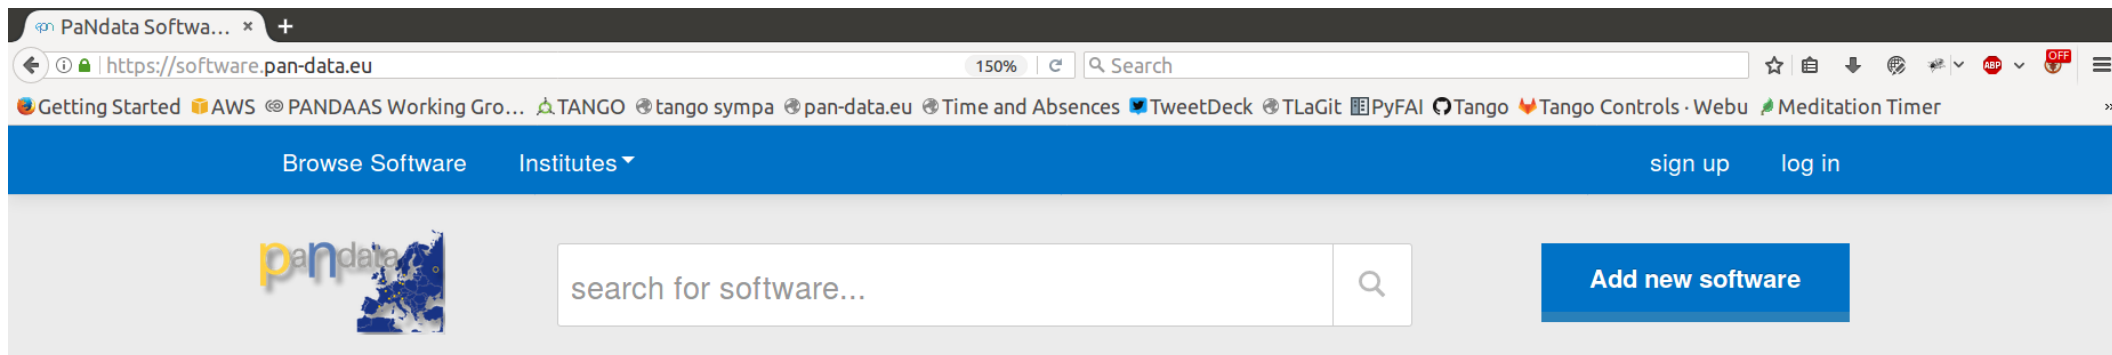 PaNdata Softwa...
https://software.pan-data.eu 150% Search ABP OFF
Getting Started AWS PANDAAS Working Gro... TANGO tango sympa pan-data.eu Time and Absences TweetDeck TLaGit PyFAI Tango Tango Controls · Webu Meditation Timer
Browse Software Institutes sign up log in
pandata search for software... Add new software